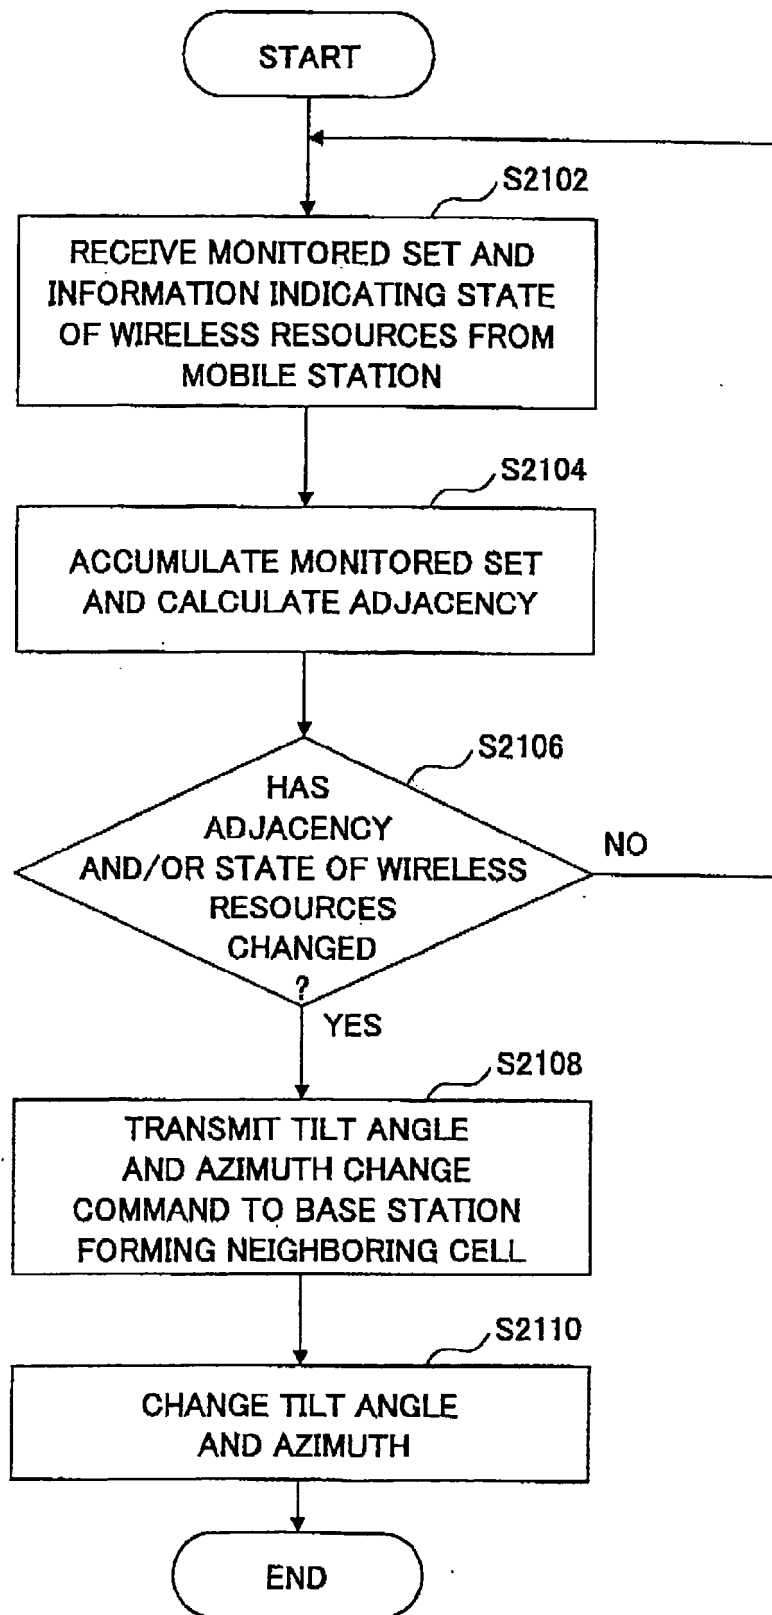 START
S2102
RECEIVE MONITORED SET AND
INFORMATION INDICATING STATE
OF WIRELESS RESOURCES FROM
MOBILE STATION
S2104
ACCUMULATE MONITORED SET
AND CALCULATE ADJACENCY
S2106
HAS
ADJACENCY
AND/OR STATE OF WIRELESS
RESOURCES
CHANGED
?
NO
YES
S2108
TRANSMIT TILT ANGLE
AND AZIMUTH CHANGE
COMMAND TO BASE STATION
FORMING NEIGHBORING CELL
S2110
CHANGE TILT ANGLE
AND AZIMUTH
END